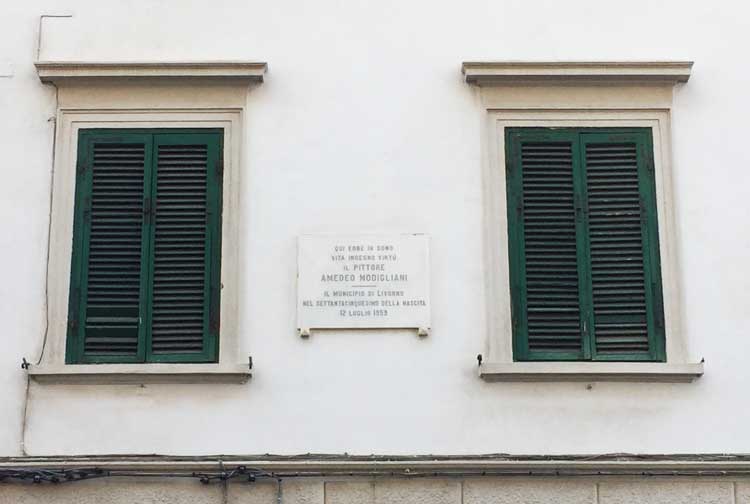 QUI EBBE IN DONO
VITA INGEGNO VIRTÙ
IL PITTORE
AMEDEO MODIGLIANI
IL MUNICIPIO DI LIVORNO
NEL SETTANTACINQUESIMO DELLA NASCITA
12 LUGLIO 1959